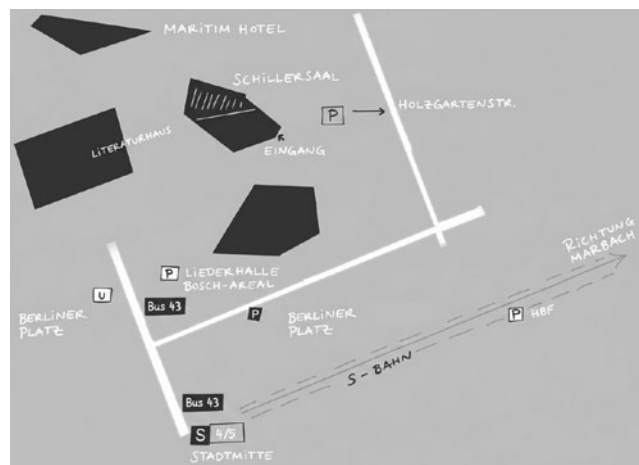 MARITIM HOTEL
SCHILLERSAAL
P
HOLZGARTENSTR.
LITERATURHAUS
EINGANG
RICHTUNG
MARBACH
P
LIEDERHALLE
BOSCH-AREAL
U
Bus 43
BERLINER
PLATZ
P
BERLINER
PLATZ
P
HBF
S-BAHN
Bus 43
S 4/5
STADTMITTE